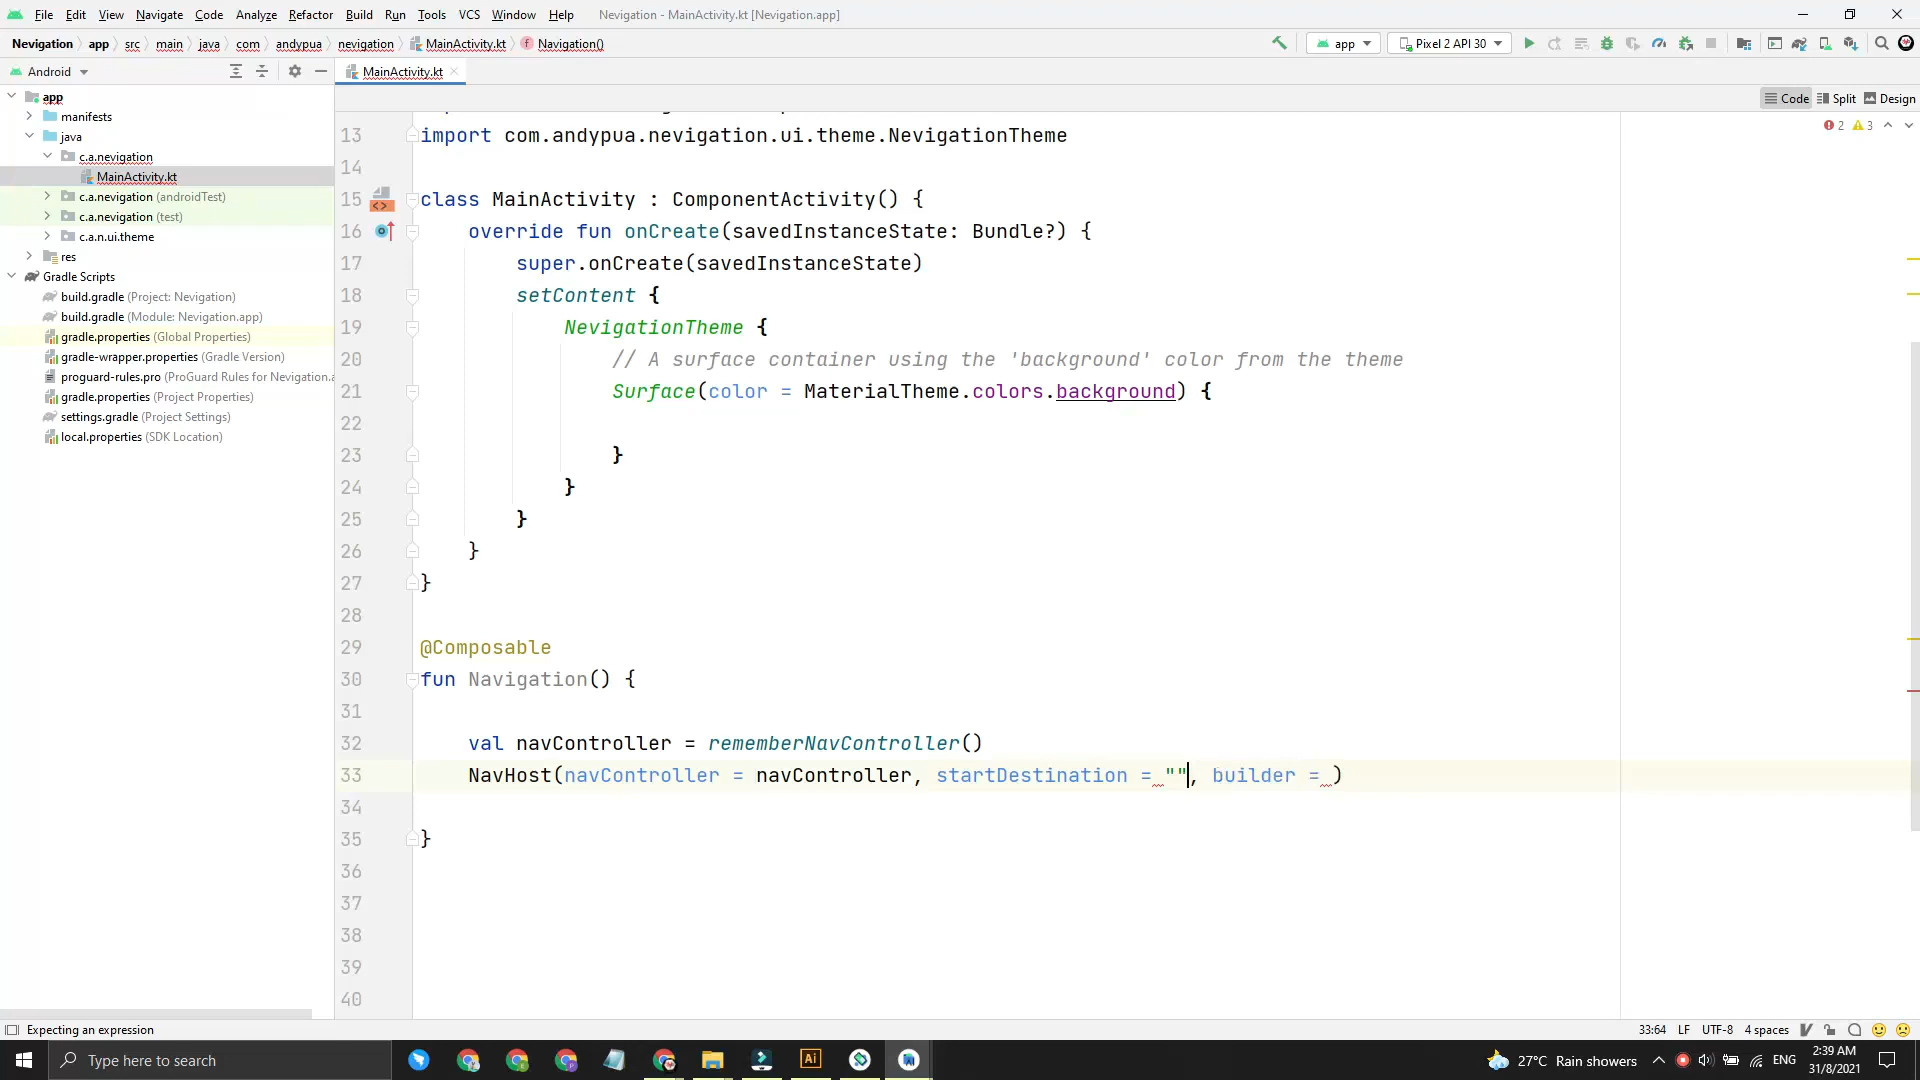 File Edit View Navigate Code Analyze Refactor Build Run Tools VCS Window Help Nevigation - MainActivity.kt [Nevigation.app]
Nevigation app src main java com andypua nevigation MainActivity.kt Navigation() app Pixel 2 API 30
Android MainActivity.kt
Code Split Design
2 3
app
manifests
java
c.a.nevigation
MainActivity.kt
c.a.nevigation (androidTest)
c.a.nevigation (test)
c.a.n.ui.theme
res
Gradle Scripts
build.gradle (Project: Nevigation)
build.gradle (Module: Nevigation.app)
gradle.properties (Global Properties)
gradle-wrapper.properties (Gradle Version)
proguard-rules.pro (ProGuard Rules for Nevigation.a
gradle.properties (Project Properties)
settings.gradle (Project Settings)
local.properties (SDK Location)
13 import com.andypua.nevigation.ui.theme.NevigationTheme
14
15 class MainActivity : ComponentActivity() {
16 override fun onCreate(savedInstanceState: Bundle?) {
17 super.onCreate(savedInstanceState)
18 setContent {
19 NevigationTheme {
20 // A surface container using the 'background' color from the theme
21 Surface(color = MaterialTheme.colors.background) {
22
23 }
24 }
25 }
26 }
27 }
28
29 @Composable
30 fun Navigation() {
31
32 val navController = rememberNavController()
33 NavHost(navController = navController, startDestination = "", builder = )
34
35 }
36
37
38
39
40
Expecting an expression 33:64 LF UTF-8 4 spaces
Type here to search Ai 27°C Rain showers ENG 2:39 AM
31/8/2021